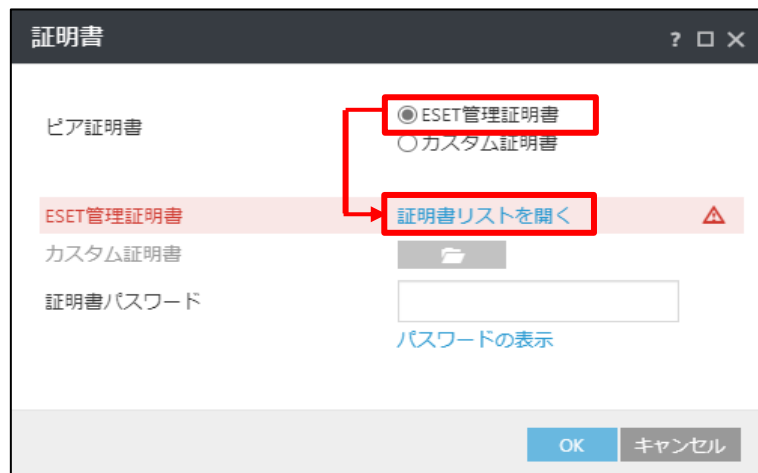 証明書
?
ピア証明書
ESET管理証明書
カスタム証明書
ESET管理証明書
証明書リストを開く
カスタム証明書
証明書パスワード
パスワードの表示
OK
キャンセル